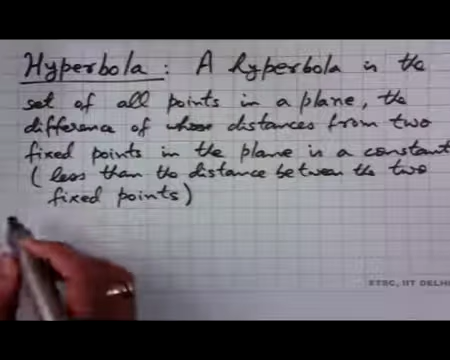 Hyperbola : A hyperbola is the
set of all points in a plane, the
difference of whose distances from two
fixed points in the plane is a constant
(less than the distance between the two
fixed points)
ETSC, IIT DELHI